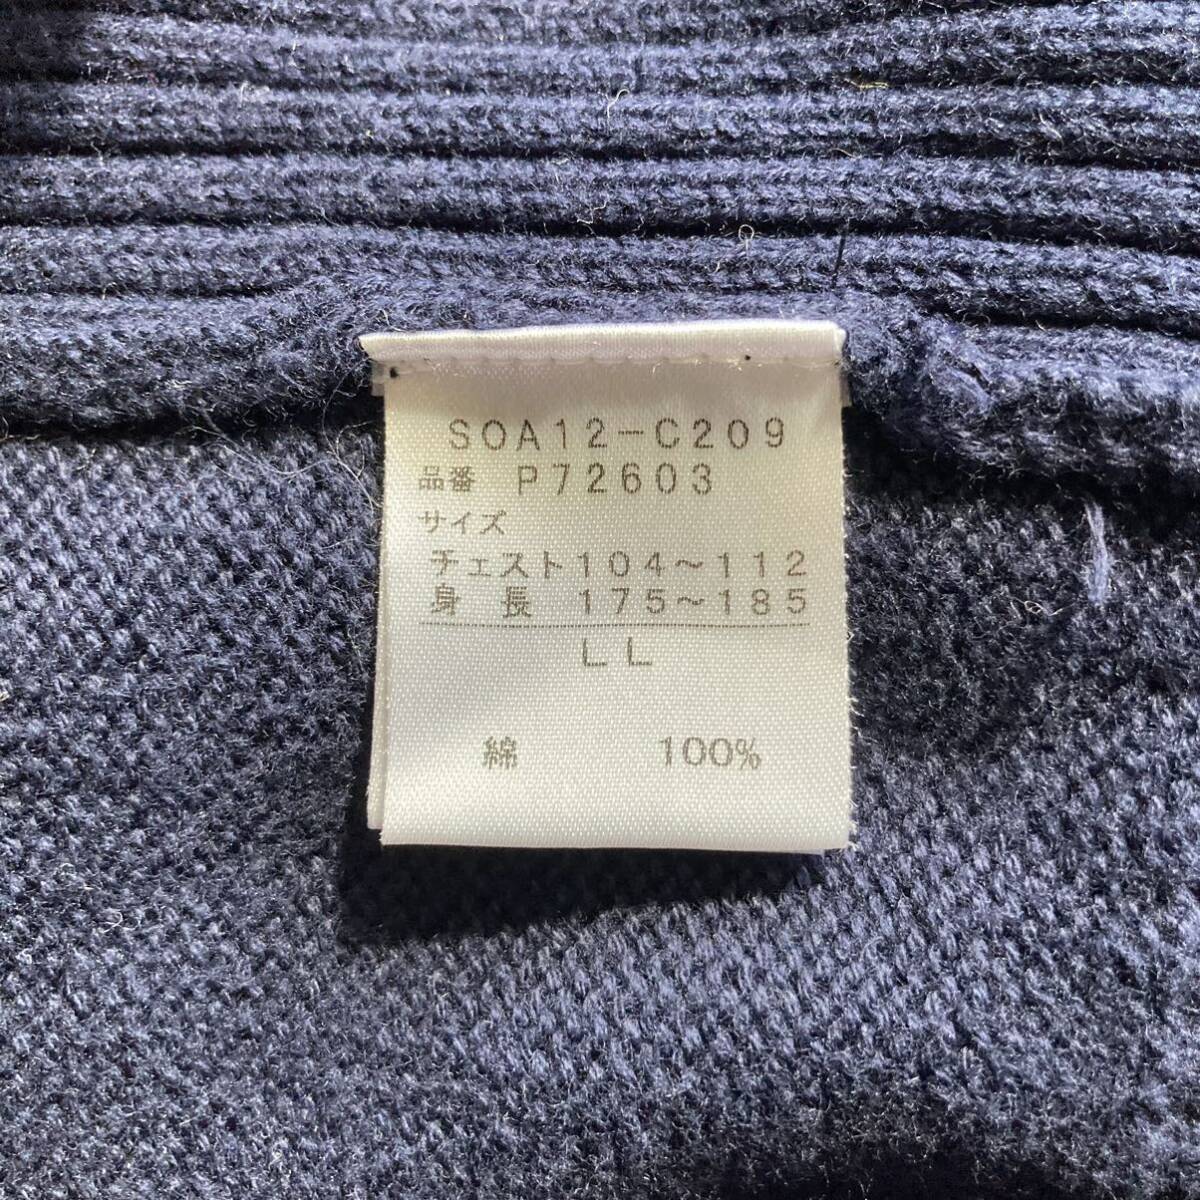 SOA12-C209
品番 P72603
サイズ
チェスト104~112
身長 175~185
LL
綿 100%